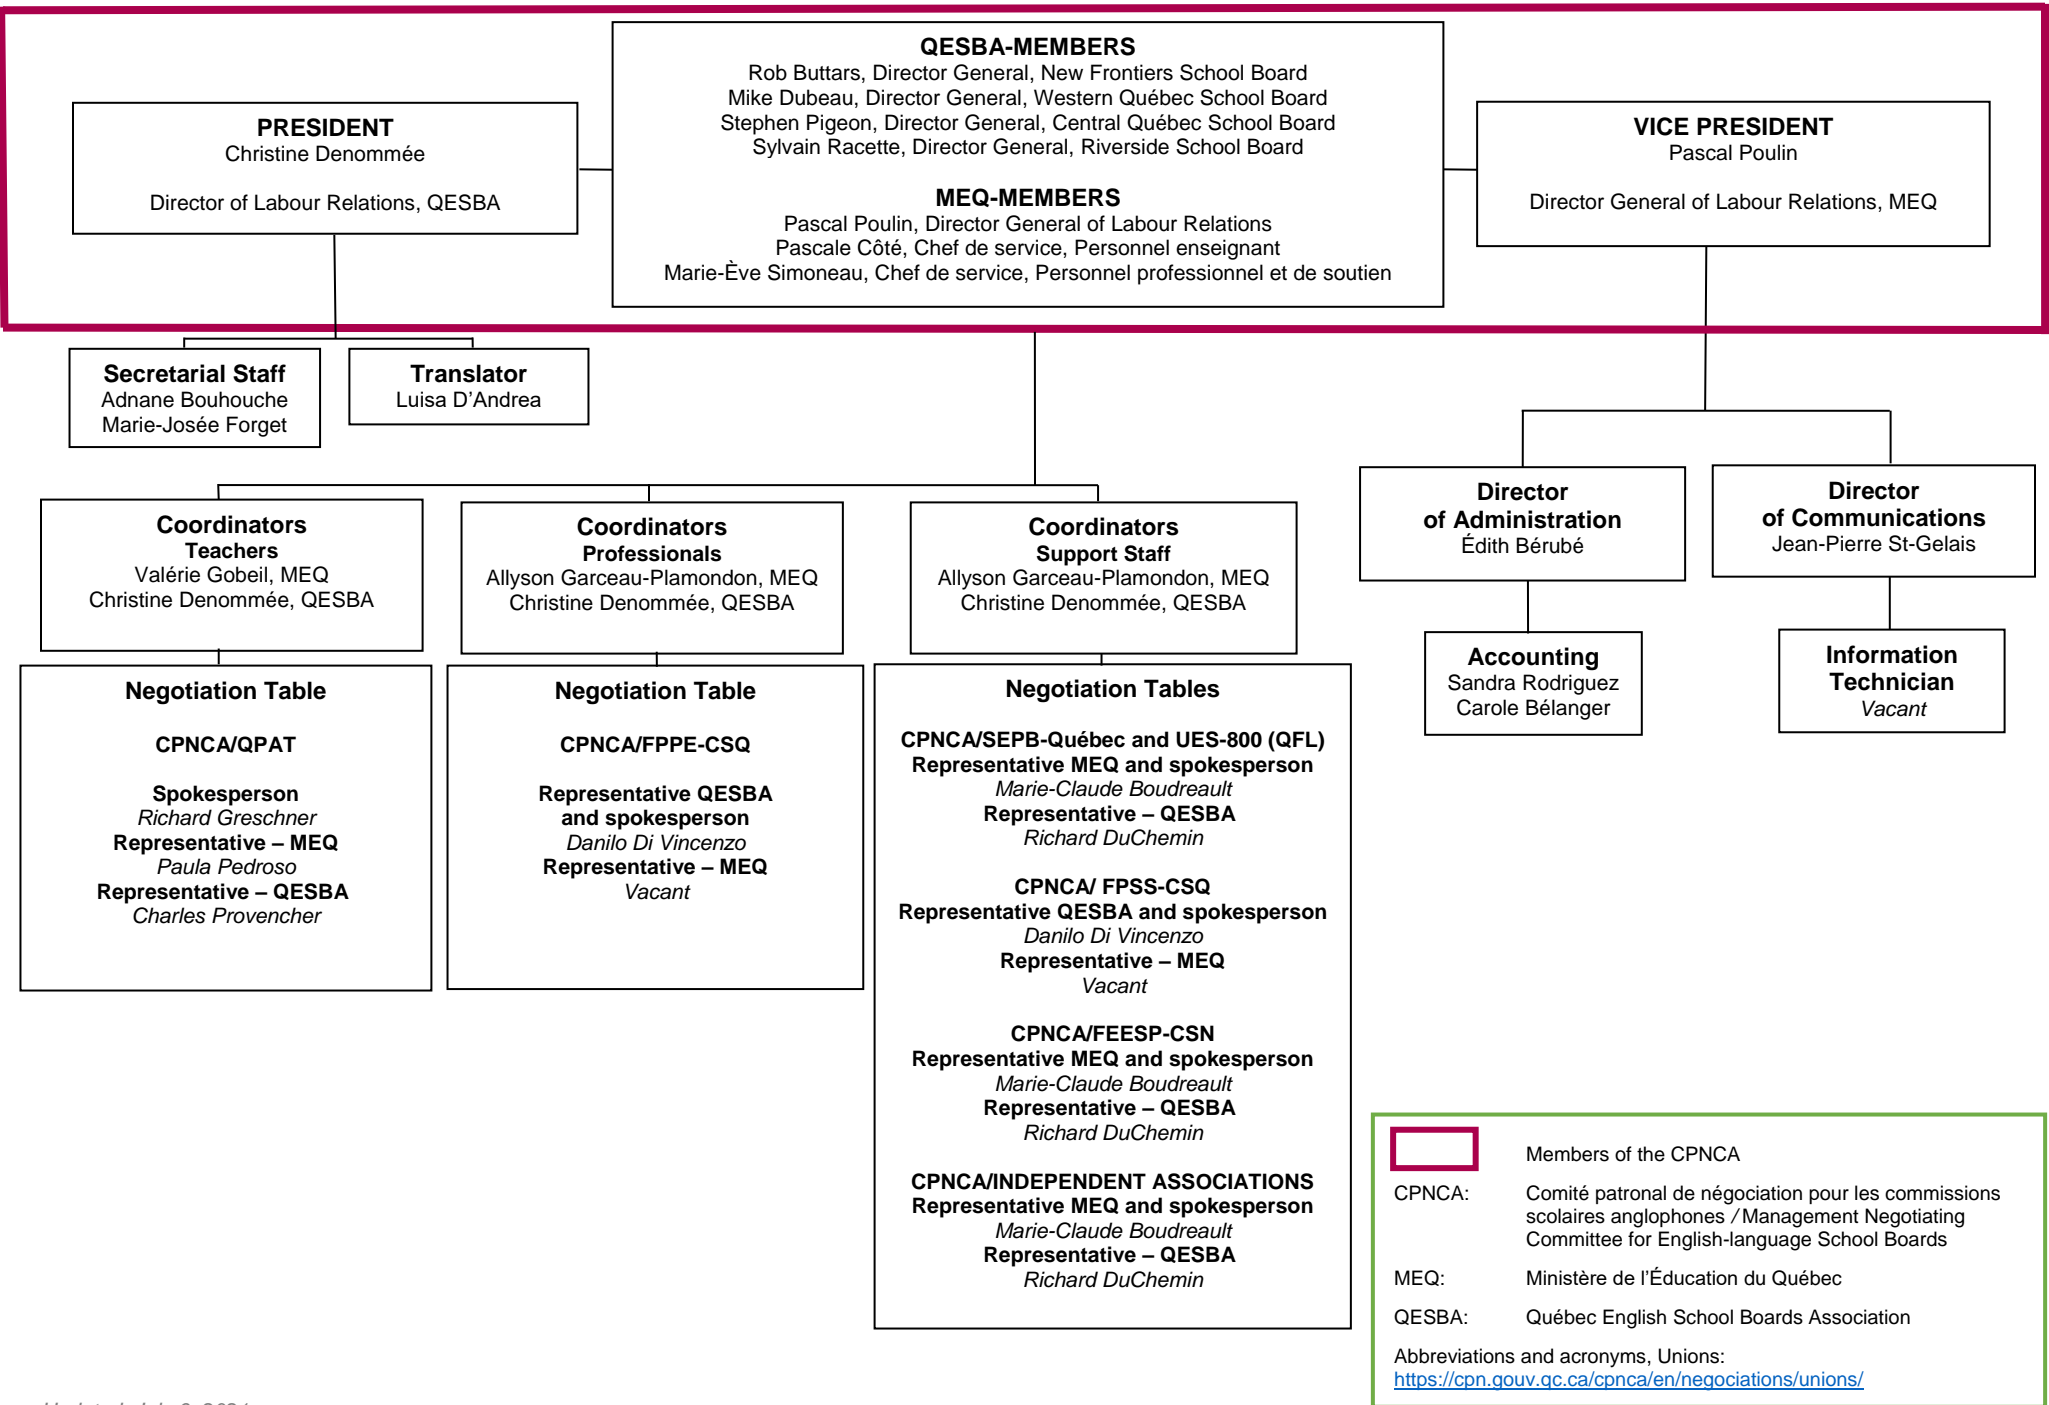 QESBA-MEMBERS
Rob Buttars, Director General, New Frontiers School Board
Mike Dubeau, Director General, Western Québec School Board
Stephen Pigeon, Director General, Central Québec School Board
Sylvain Racette, Director General, Riverside School Board
MEQ-MEMBERS
Pascal Poulin, Director General of Labour Relations
Pascale Côté, Chef de service, Personnel enseignant
Marie-Ève Simoneau, Chef de service, Personnel professionnel et de soutien
PRESIDENT
Christine Denommée
Director of Labour Relations, QESBA
VICE PRESIDENT
Pascal Poulin
Director General of Labour Relations, MEQ
Secretarial Staff
Adnane Bouhouche
Marie-Josée Forget
Translator
Luisa D'Andrea
Coordinators
Teachers
Valérie Gobeil, MEQ
Christine Denommée, QESBA
Coordinators
Professionals
Allyson Garceau-Plamondon, MEQ
Christine Denommée, QESBA
Coordinators
Support Staff
Allyson Garceau-Plamondon, MEQ
Christine Denommée, QESBA
Director
of Administration
Édith Bérubé
Director
of Communications
Jean-Pierre St-Gelais
Accounting
Sandra Rodriguez
Carole Bélanger
Information
Technician
Vacant
Negotiation Table
CPNCA/QPAT
Spokesperson
Richard Greschner
Representative – MEQ
Paula Pedroso
Representative – QESBA
Charles Provencher
Negotiation Table
CPNCA/FPPE-CSQ
Representative QESBA
and spokesperson
Danilo Di Vincenzo
Representative – MEQ
Vacant
Negotiation Tables
CPNCA/SEPB-Québec and UES-800 (QFL)
Representative MEQ and spokesperson
Marie-Claude Boudreault
Representative – QESBA
Richard DuChemin
CPNCA/ FPSS-CSQ
Representative QESBA and spokesperson
Danilo Di Vincenzo
Representative – MEQ
Vacant
CPNCA/FEESP-CSN
Representative MEQ and spokesperson
Marie-Claude Boudreault
Representative – QESBA
Richard DuChemin
CPNCA/INDEPENDENT ASSOCIATIONS
Representative MEQ and spokesperson
Marie-Claude Boudreault
Representative – QESBA
Richard DuChemin
Members of the CPNCA
CPNCA: Comité patronal de négociation pour les commissions
scolaires anglophones / Management Negotiating
Committee for English-language School Boards
MEQ: Ministère de l'Éducation du Québec
QESBA: Québec English School Boards Association
Abbreviations and acronyms, Unions:
https://cpn.gouv.qc.ca/cpnca/en/negociations/unions/